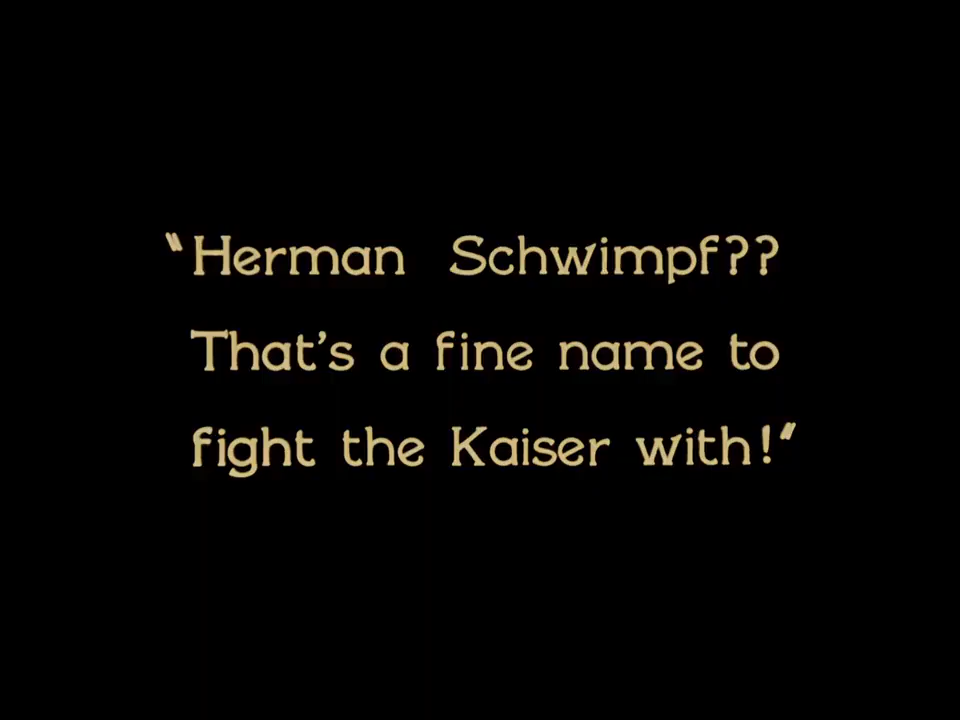 "Herman Schwimpf??
That's a fine name to
fight the Kaiser with!"